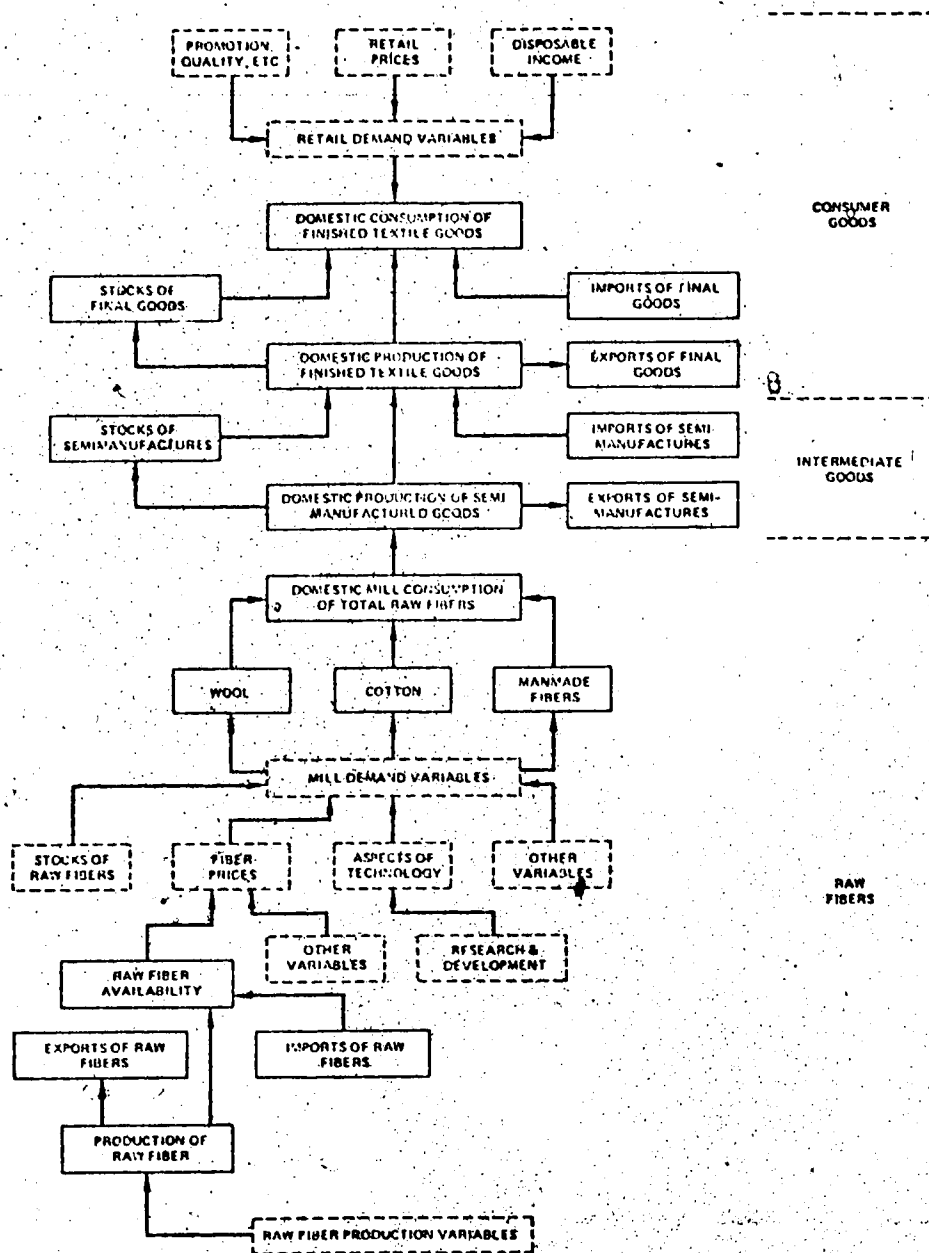 PROMOTION,
QUALITY, ETC
RETAIL
PRICES
DISPOSABLE
INCOME
RETAIL DEMAND VARIABLES
DOMESTIC CONSUMPTION OF
FINISHED TEXTILE GOODS
CONSUMER
GOODS
STOCKS OF
FINAL GOODS
IMPORTS OF FINAL
GOODS
DOMESTIC PRODUCTION OF
FINISHED TEXTILE GOODS
EXPORTS OF FINAL
GOODS
STOCKS OF
SEMIMANUFACTURES
IMPORTS OF SEMI-
MANUFACTURES
INTERMEDIATE
GOODS
DOMESTIC PRODUCTION OF SEMI
MANUFACTURED GOODS
EXPORTS OF SEMI-
MANUFACTURES
DOMESTIC MILL CONSUMPTION
OF TOTAL RAW FIBERS
WOOL
COTTON
MANMADE
FIBERS
MILL DEMAND VARIABLES
STOCKS OF
RAW FIBERS
FIBER
PRICES
ASPECTS OF
TECHNOLOGY
OTHER
VARIABLES
RAW
FIBERS
OTHER
VARIABLES
RESEARCH &
DEVELOPMENT
RAW FIBER
AVAILABILITY
EXPORTS OF RAW
FIBERS
IMPORTS OF RAW
FIBERS
PRODUCTION OF
RAW FIBER
RAW FIBER PRODUCTION VARIABLES